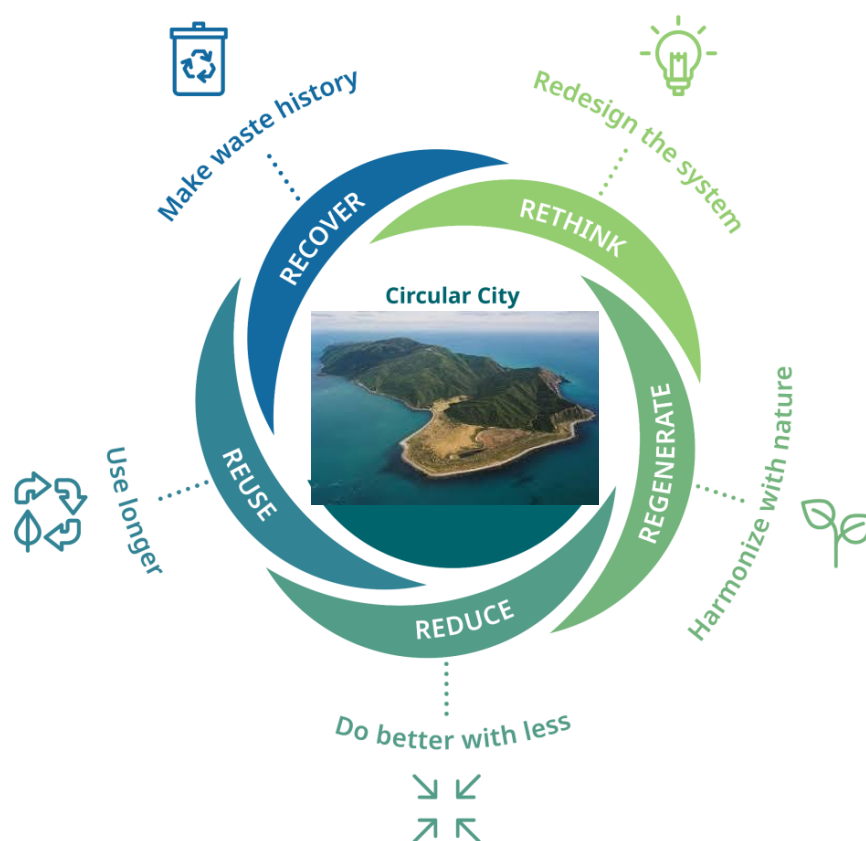 Make waste history
Redesign the system
RECOVER
RETHINK
Circular City
REGENERATE
Harmonize with nature
REUSE
Use longer
REDUCE
Do better with less